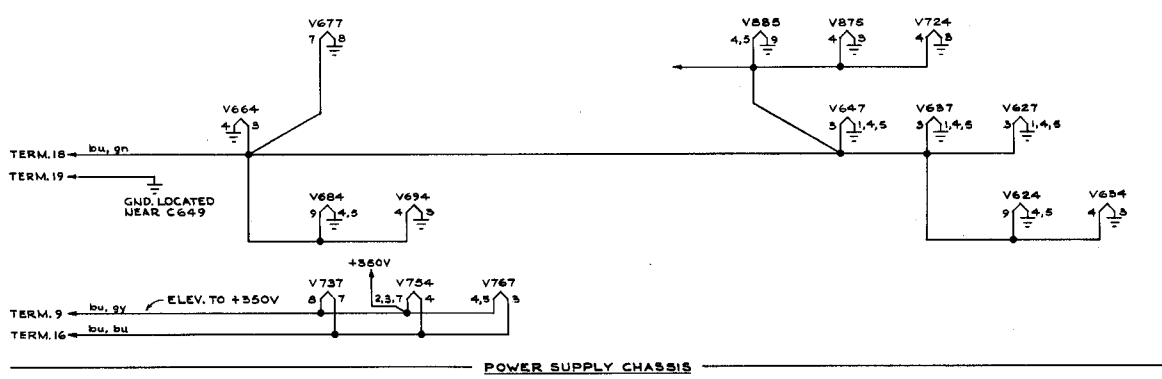 V677
7 8
V885 V875 V724
4,5 9 4 3 4 3
V664
4 3
V647 V637 V627
3 1,4,5 3 1,4,5 3 1,4,5
TERM.18 bu, gn
TERM.19
GND. LOCATED
NEAR C649
V684 V694
9 4,5 4 3
V624 V634
9 4,5 4 3
+350V
V737 V754 V767
8 7 2,3,7 4 4,5 3
TERM.9 bu, gy ELEV. TO +350V
TERM.16 bu, bu
POWER SUPPLY CHASSIS